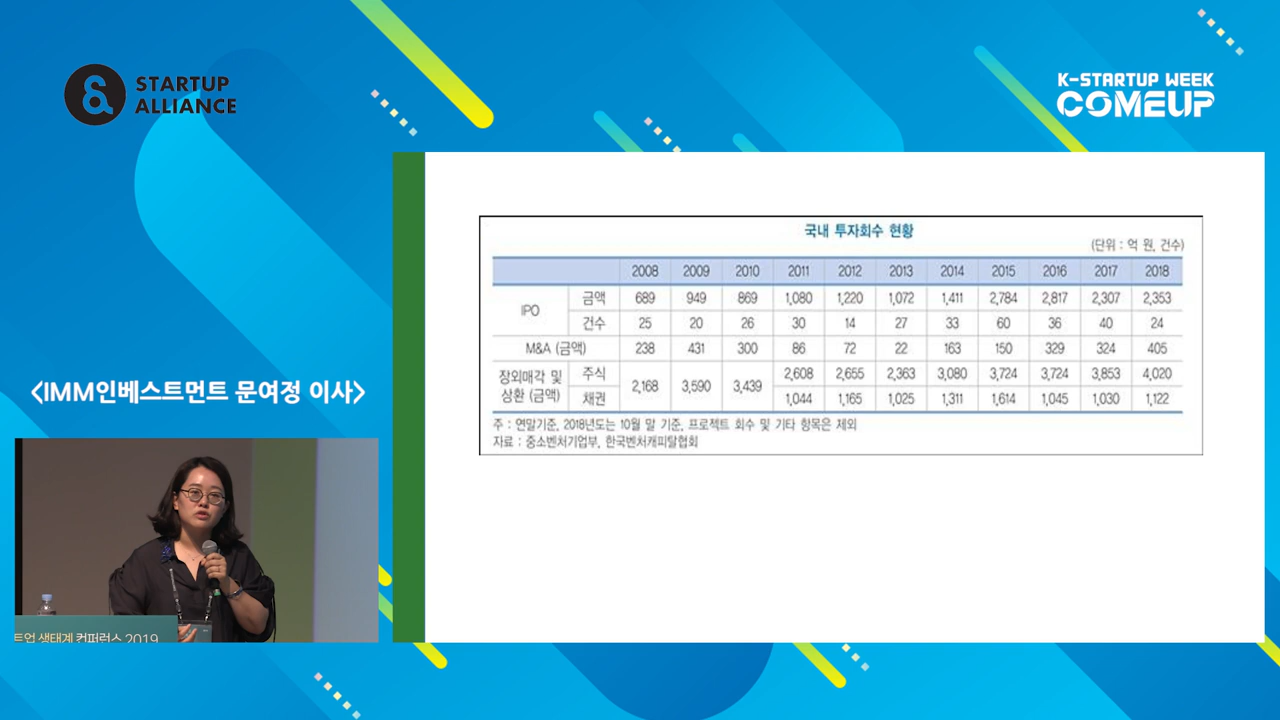 STARTUP
ALLIANCE
K-STARTUP WEEK
COMEUP
<IMM인베스트먼트 문여정 이사>
트업 생태계 컨퍼런스 2019
국내 투자회수 현황
(단위 : 억 원, 건수)
2008 2009 2010 2011 2012 2013 2014 2015 2016 2017 2018
IPO 금액 689 949 869 1,080 1,220 1,072 1,411 2,784 2,817 2,307 2,353
건수 25 20 26 30 14 27 33 60 36 40 24
M&A (금액) 238 431 300 86 72 22 163 150 329 324 405
장외매각 및 상환 (금액) 주식 2,168 3,590 3,439 2,608 2,655 2,363 3,080 3,724 3,724 3,853 4,020
채권 1,044 1,165 1,025 1,311 1,614 1,045 1,030 1,122
주 : 연말기준, 2018년도는 10월 말 기준, 프로젝트 회수 및 기타 항목은 제외
자료 : 중소벤처기업부, 한국벤처캐피탈협회